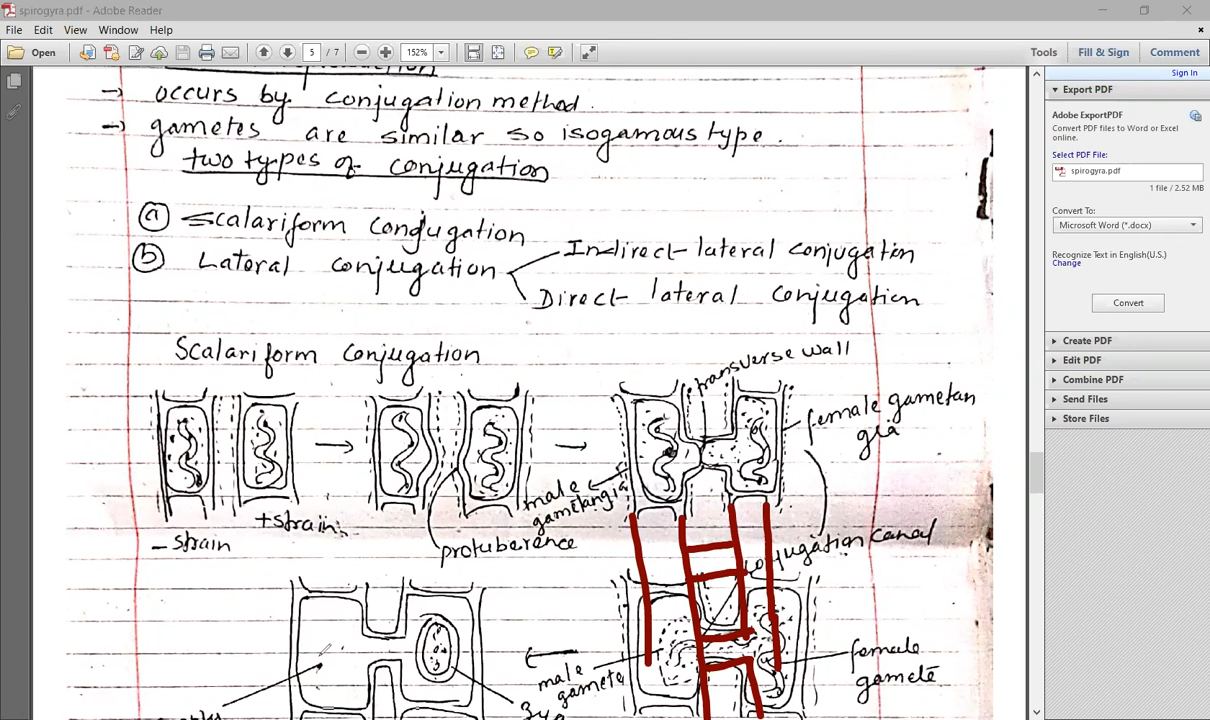 spirogyra.pdf - Adobe Reader
File Edit View Window Help
Open 5 / 7 152% Tools Fill & Sign Comment
Sign In
→ occurs by conjugation method.
→ gametes are similar so isogamous type.
two types of conjugation
(a) Scalariform conjugation
(b) Lateral conjugation
Indirect lateral conjugation
Direct lateral conjugation
Scalariform conjugation
transverse wall
female gametan
gia
male
gametangia
+strain
- strain
protuberence
conjugation canal
male
gamete
female
gamete
Export PDF
Adobe ExportPDF
Convert PDF files to Word or Excel
online.
Select PDF File:
spirogyra.pdf
1 file / 2.52 MB
Convert To:
Microsoft Word (*.docx)
Recognize Text in English(U.S.)
Change
Convert
Create PDF
Edit PDF
Combine PDF
Send Files
Store Files